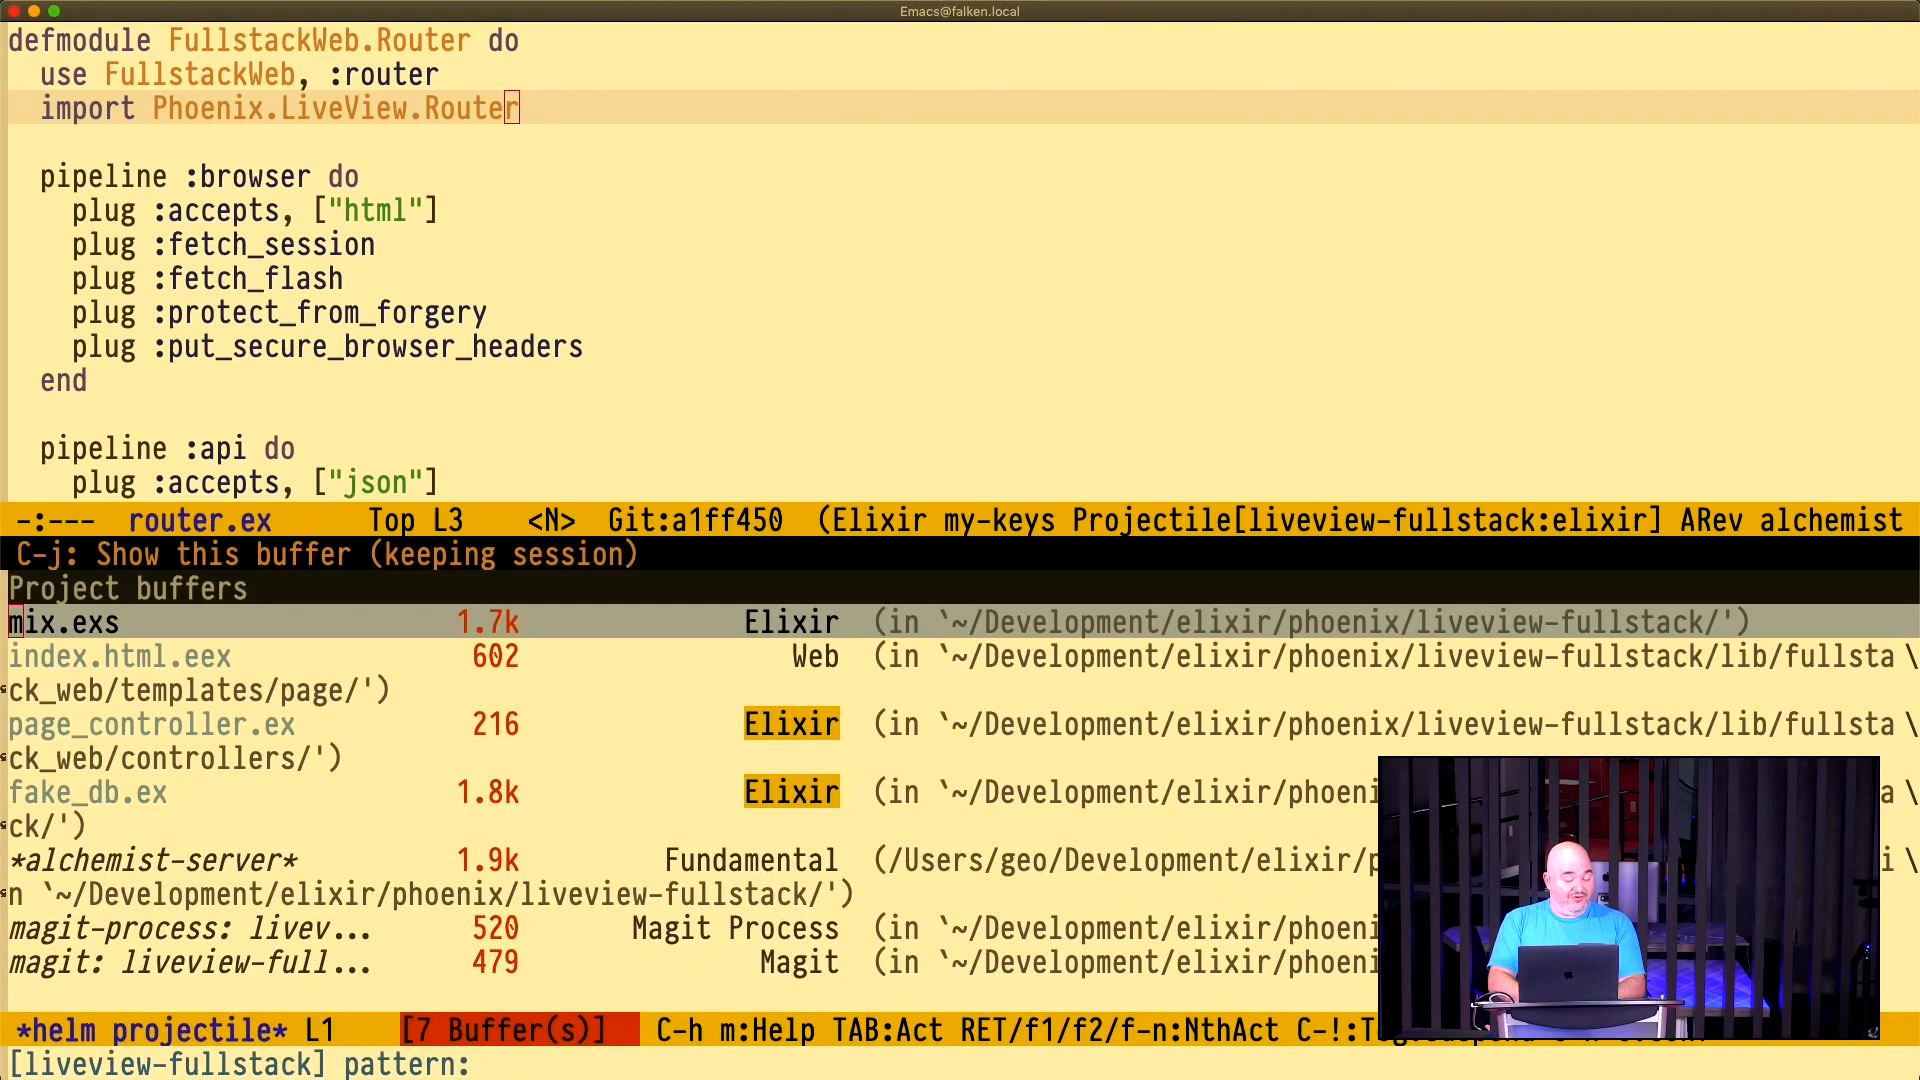 Emacs@falken.local
defmodule FullstackWeb.Router do
  use FullstackWeb, :router
  import Phoenix.LiveView.Router
  pipeline :browser do
    plug :accepts, ["html"]
    plug :fetch_session
    plug :fetch_flash
    plug :protect_from_forgery
    plug :put_secure_browser_headers
  end
  pipeline :api do
    plug :accepts, ["json"]
-:---  router.ex      Top L3    <N>  Git:a1ff450  (Elixir my-keys Projectile[liveview-fullstack:elixir] ARev alchemist
C-j: Show this buffer (keeping session)
Project buffers
mix.exs 1.7k Elixir (in `~/Development/elixir/phoenix/liveview-fullstack/')
index.html.eex 602 Web (in `~/Development/elixir/phoenix/liveview-fullstack/lib/fullsta \
ck_web/templates/page/')
page_controller.ex 216 Elixir (in `~/Development/elixir/phoenix/liveview-fullstack/lib/fullsta \
ck_web/controllers/')
fake_db.ex 1.8k Elixir (in `~/Development/elixir/phoeni a \
ck/')
*alchemist-server* 1.9k Fundamental (/Users/geo/Development/elixir/p i \
n `~/Development/elixir/phoenix/liveview-fullstack/')
magit-process: livev... 520 Magit Process (in `~/Development/elixir/phoeni
magit: liveview-full... 479 Magit (in `~/Development/elixir/phoeni
*helm projectile* L1 [7 Buffer(s)] C-h m:Help TAB:Act RET/f1/f2/f-n:NthAct
[liveview-fullstack] pattern: